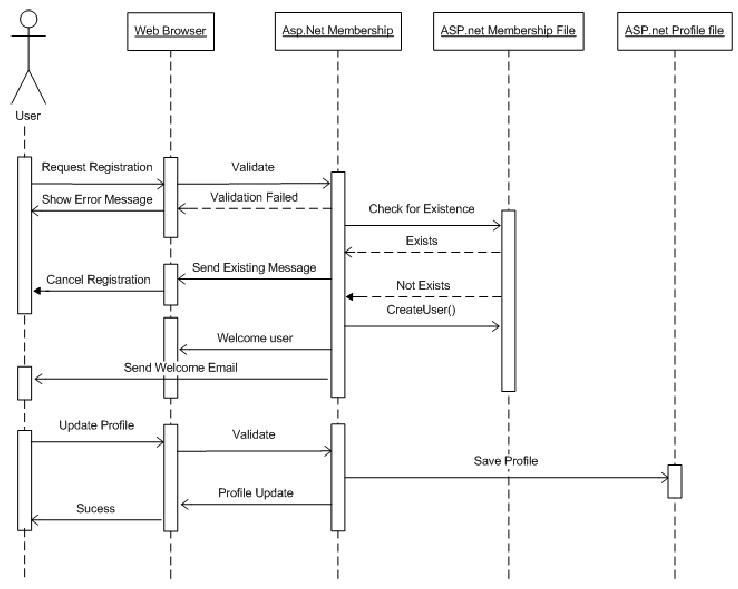 Web Browser
Asp.Net Membership
ASP.net Membership File
ASP.net Profile file
User
Request Registration
Validate
Show Error Message
Validation Failed
Check for Existence
Exists
Send Existing Message
Cancel Registration
Not Exists
CreateUser()
Welcome user
Send Welcome Email
Update Profile
Validate
Save Profile
Profile Update
Sucess